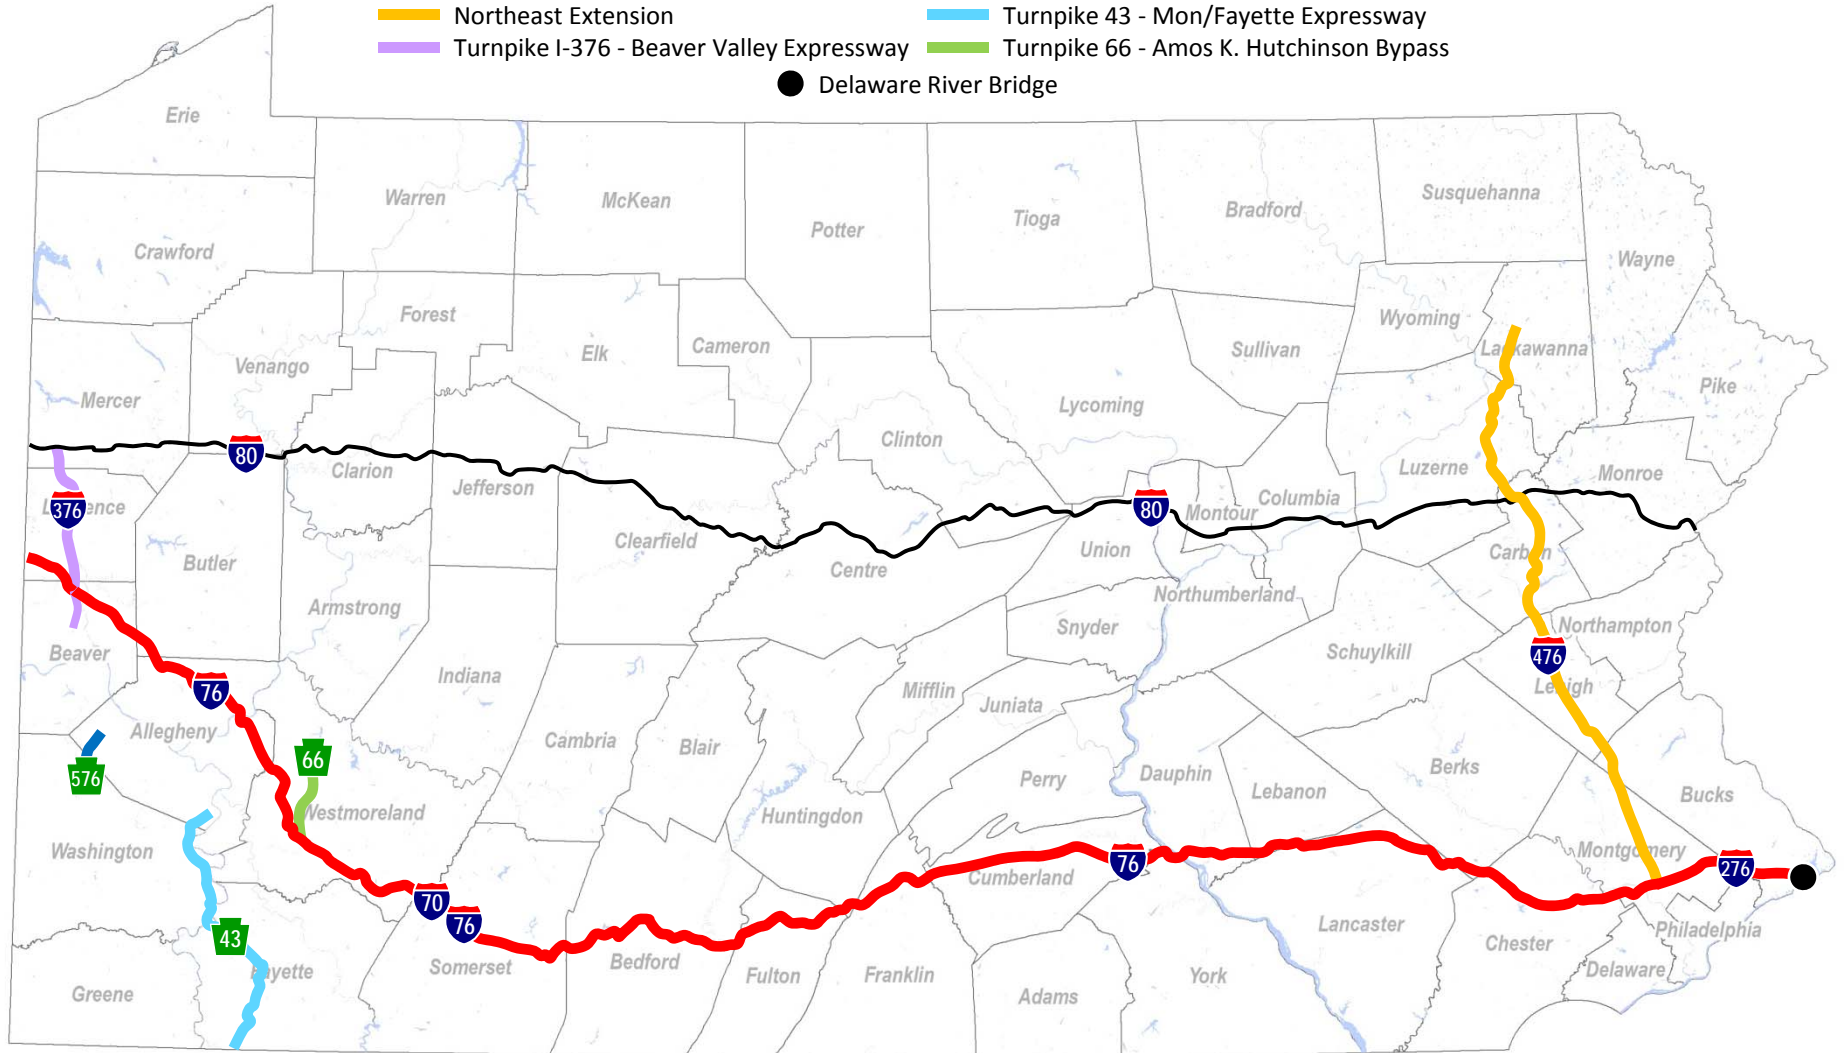 Northeast Extension
Turnpike 43 - Mon/Fayette Expressway
Turnpike I-376 - Beaver Valley Expressway
Turnpike 66 - Amos K. Hutchinson Bypass
Delaware River Bridge
Erie
Warren
McKean
Potter
Tioga
Bradford
Susquehanna
Crawford
Wayne
Forest
Venango
Elk
Cameron
Sullivan
Wyoming
Lackawanna
Mercer
Lycoming
Pike
Clinton
80
Clarion
Jefferson
Luzerne
Monroe
Columbia
376
Lawrence
80
Montour
Clearfield
Butler
Centre
Union
Carbon
Armstrong
Northumberland
Snyder
Northampton
Beaver
Schuylkill
476
Indiana
Lehigh
76
Mifflin
Juniata
Allegheny
Cambria
Blair
66
576
Perry
Dauphin
Lebanon
Berks
Bucks
Westmoreland
Huntingdon
Washington
Montgomery
76
276
Cumberland
70
76
43
Lancaster
Philadelphia
Chester
Fayette
Somerset
Bedford
Fulton
Franklin
York
Delaware
Greene
Adams